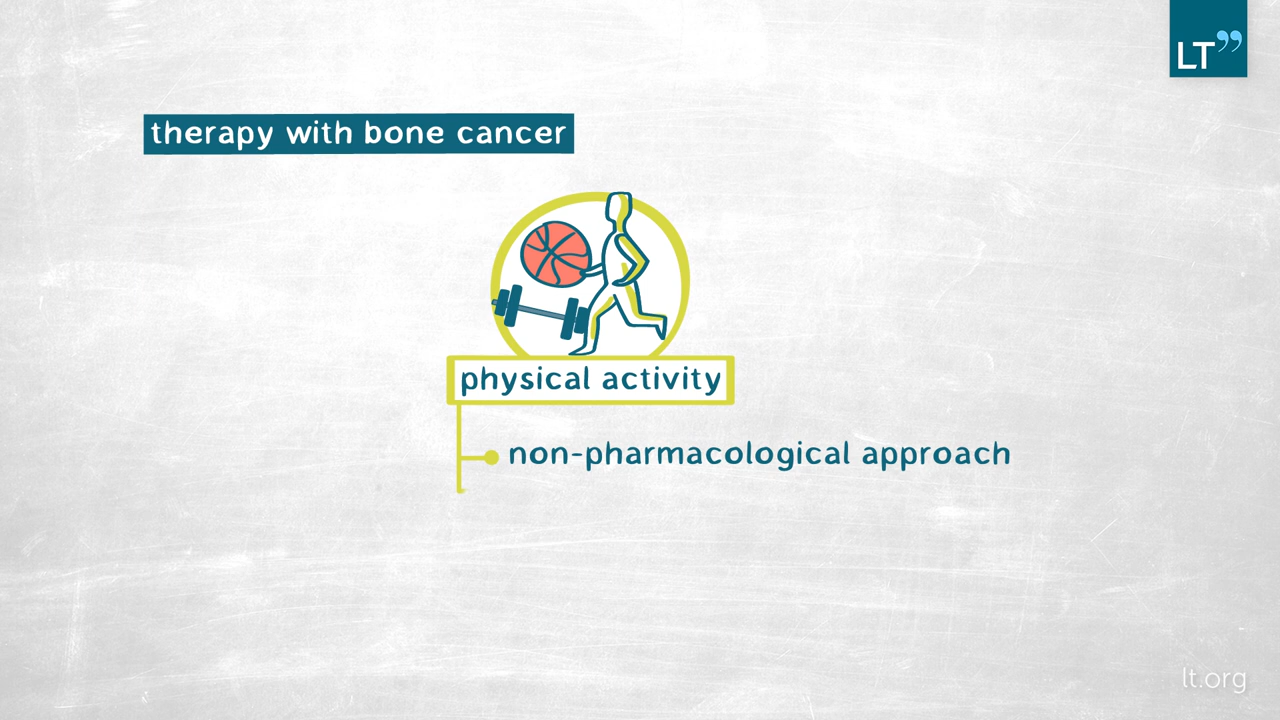 LT”
therapy with bone cancer
physical activity
non-pharmacological approach
lt.org